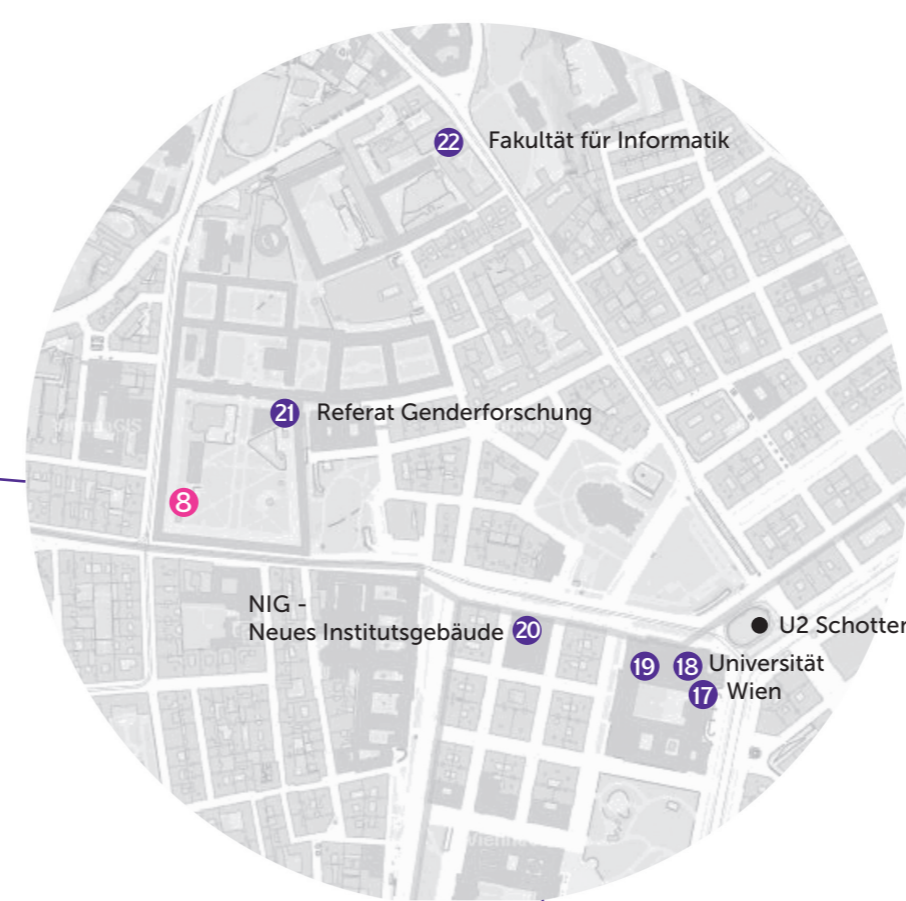 22 Fakultät für Informatik
21 Referat Genderforschung
8
NIG -
Neues Institutsgebäude 20
U2 Schotter
19 18 Universität
17 Wien